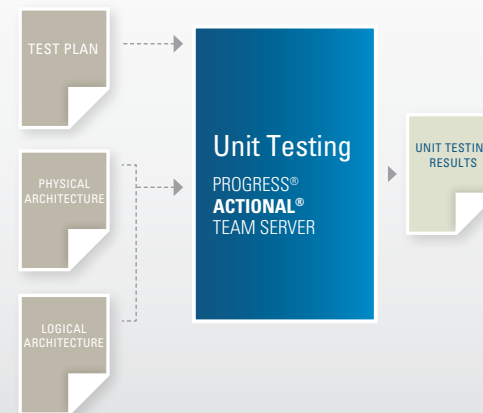 TEST PLAN
PHYSICAL
ARCHITECTURE
LOGICAL
ARCHITECTURE
Unit Testing
PROGRESS®
ACTIONAL®
TEAM SERVER
UNIT TESTIN
RESULTS